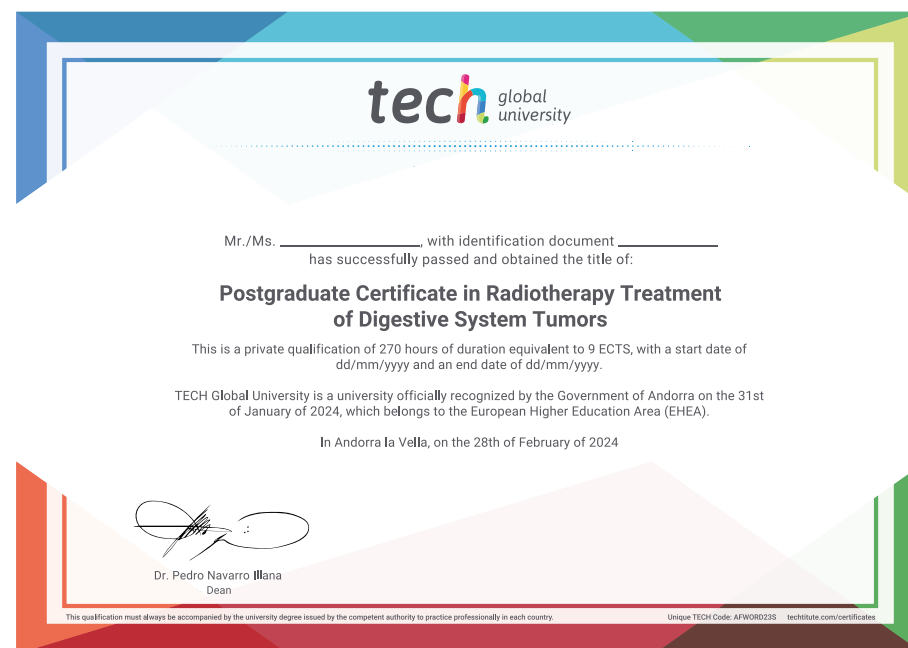 tech global university
Mr./Ms. ____________________, with identification document ______________
has successfully passed and obtained the title of:
Postgraduate Certificate in Radiotherapy Treatment
of Digestive System Tumors
This is a private qualification of 270 hours of duration equivalent to 9 ECTS, with a start date of
dd/mm/yyyy and an end date of dd/mm/yyyy.
TECH Global University is a university officially recognized by the Government of Andorra on the 31st
of January of 2024, which belongs to the European Higher Education Area (EHEA).
In Andorra la Vella, on the 28th of February of 2024
Dr. Pedro Navarro Illana
Dean
This qualification must always be accompanied by the university degree issued by the competent authority to practice professionally in each country.
Unique TECH Code: AFWORD23S techtitute.com/certificates